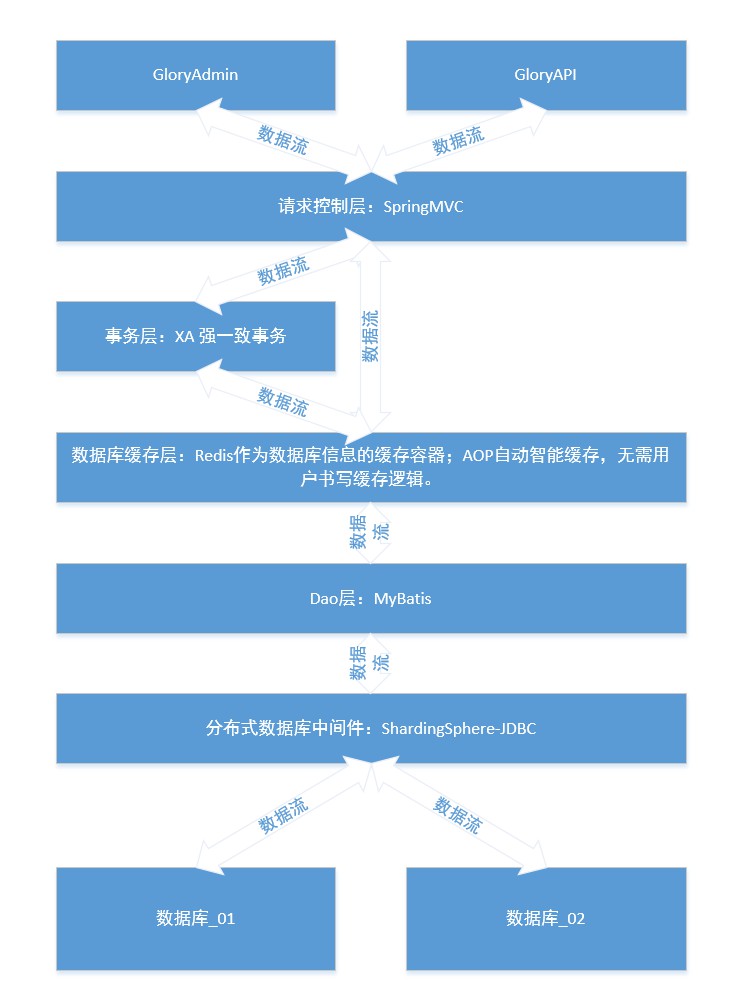 GloryAdmin
GloryAPI
数据流
数据流
请求控制层：SpringMVC
数据流
数据流
事务层：XA 强一致事务
数据流
数据库缓存层：Redis作为数据库信息的缓存容器；AOP自动智能缓存，无需用
户书写缓存逻辑。
数据
流
Dao层：MyBatis
数据
流
分布式数据库中间件：ShardingSphere-JDBC
数据流
数据流
数据库_01
数据库_02